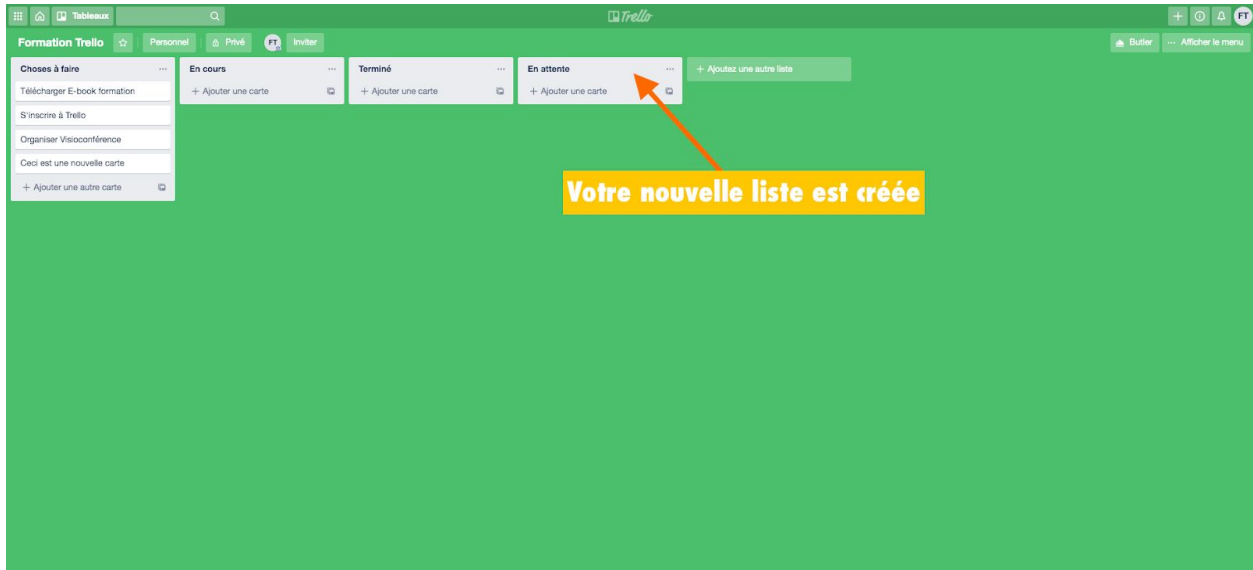 Tableaux
Trello
FT
Formation Trello
Personnel
Privé
FT
Inviter
Butler
... Afficher le menu
Choses à faire ...
Télécharger E-book formation
S'inscrire à Trello
Organiser Visioconférence
Ceci est une nouvelle carte
+ Ajouter une autre carte
En cours ...
+ Ajouter une carte
Terminé ...
+ Ajouter une carte
En attente ...
+ Ajouter une carte
+ Ajoutez une autre liste
Votre nouvelle liste est créée